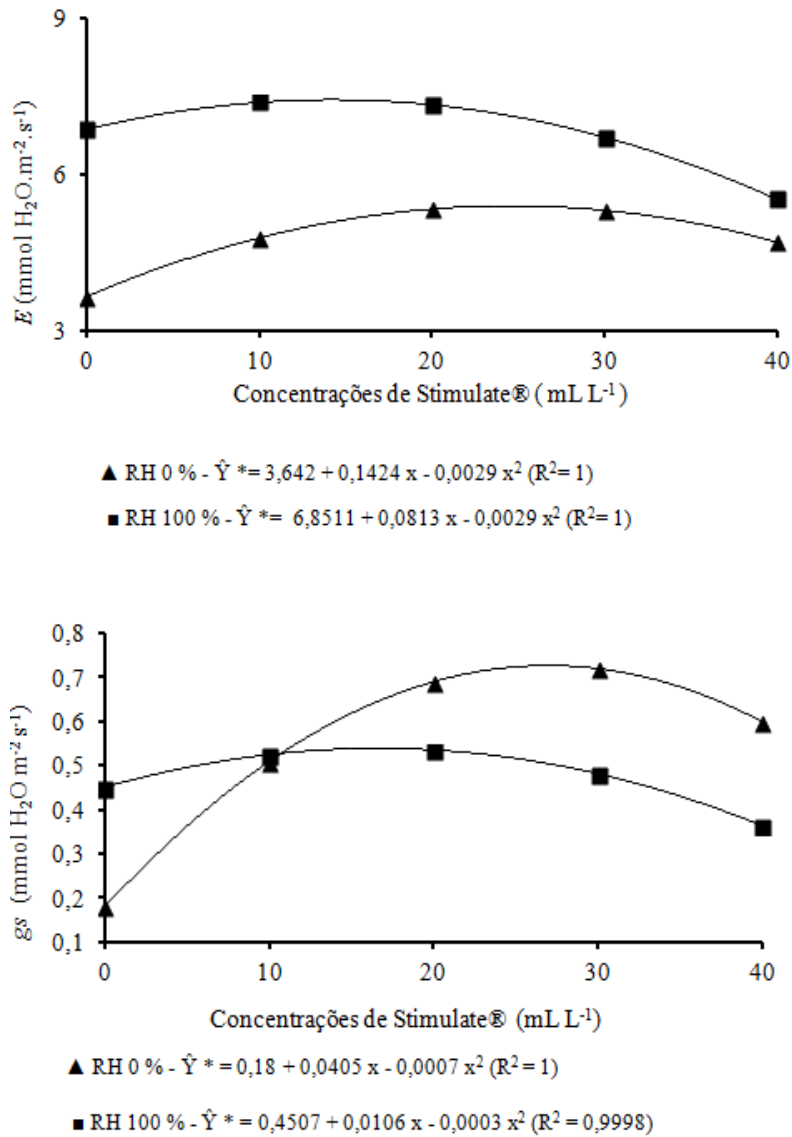 9
6
3
E (mmol H₂O.m⁻².s⁻¹)
0 10 20 30 40
Concentrações de Stimulate® ( mL L⁻¹ )
▲ RH 0 % - Ŷ *= 3,642 + 0,1424 x - 0,0029 x² (R²= 1)
■ RH 100 % - Ŷ *= 6,8511 + 0,0813 x - 0,0029 x² (R²= 1)
0,8
0,7
0,6
0,5
0,4
0,3
0,2
0,1
gs (mmol H₂O m⁻² s⁻¹)
0 10 20 30 40
Concentrações de Stimulate® (mL L⁻¹)
▲ RH 0 % - Ŷ * = 0,18 + 0,0405 x - 0,0007 x² (R² = 1)
■ RH 100 % - Ŷ * = 0,4507 + 0,0106 x - 0,0003 x² (R² = 0,9998)